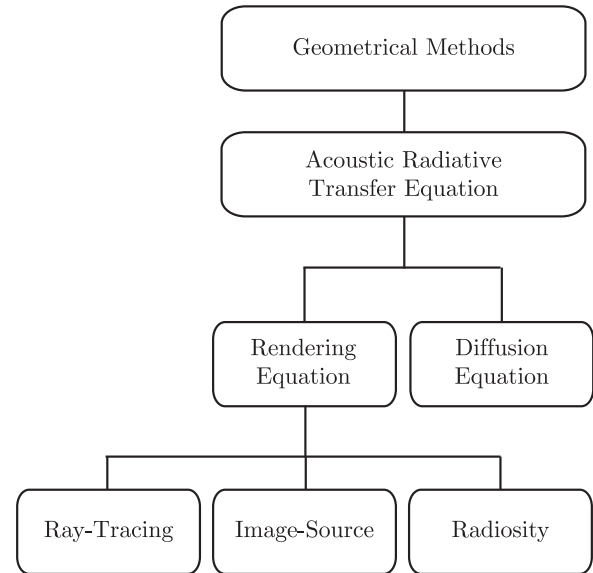 Geometrical Methods
Acoustic Radiative
Transfer Equation
Rendering
Equation
Diffusion
Equation
Ray-Tracing
Image-Source
Radiosity